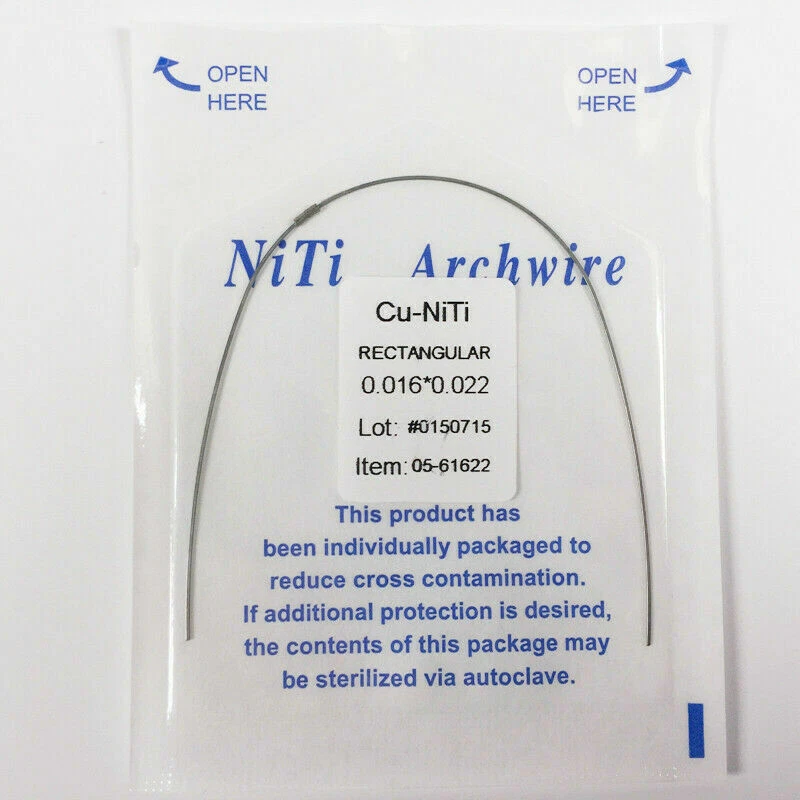 OPEN
HERE
OPEN
HERE
NiTi Archwire
Cu-NiTi
RECTANGULAR
0.016*0.022
Lot: #0150715
Item: 05-61622
This product has
been individually packaged to
reduce cross contamination.
If additional protection is desired,
the contents of this package may
be sterilized via autoclave.